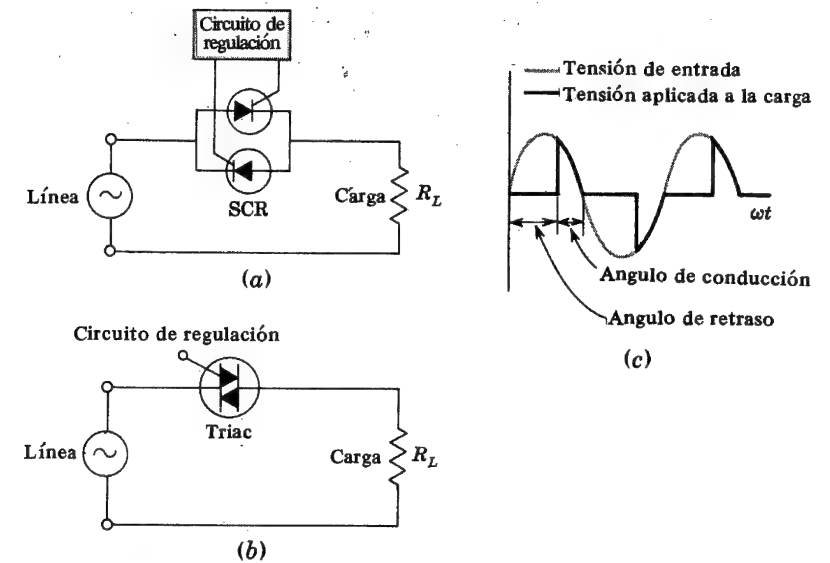 Circuito de
regulación
SCR
Línea
Carga R_L
(a)
Circuito de regulación
Triac
Línea
Carga R_L
(b)
Tensión de entrada
Tensión aplicada a la carga
ωt
Angulo de conducción
Angulo de retraso
(c)